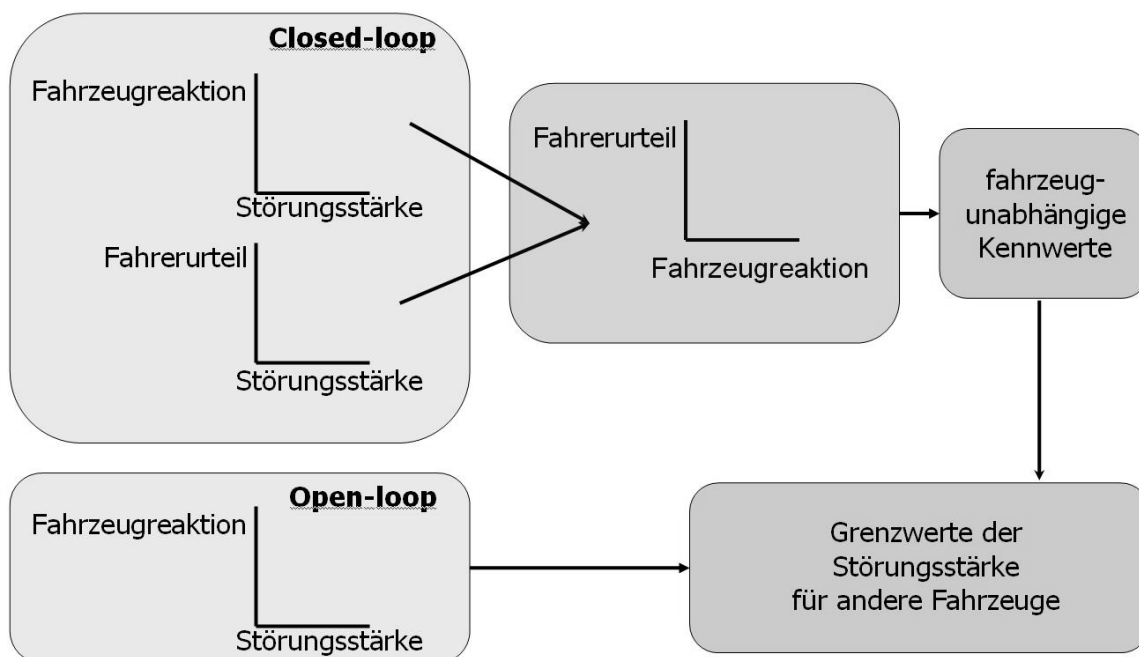 Closed-loop
Fahrzeugreaktion
Störungsstärke
Fahrerurteil
Störungsstärke
Fahrerurteil
Fahrzeugreaktion
fahrzeug-
unabhängige
Kennwerte
Open-loop
Fahrzeugreaktion
Störungsstärke
Grenzwerte der
Störungsstärke
für andere Fahrzeuge